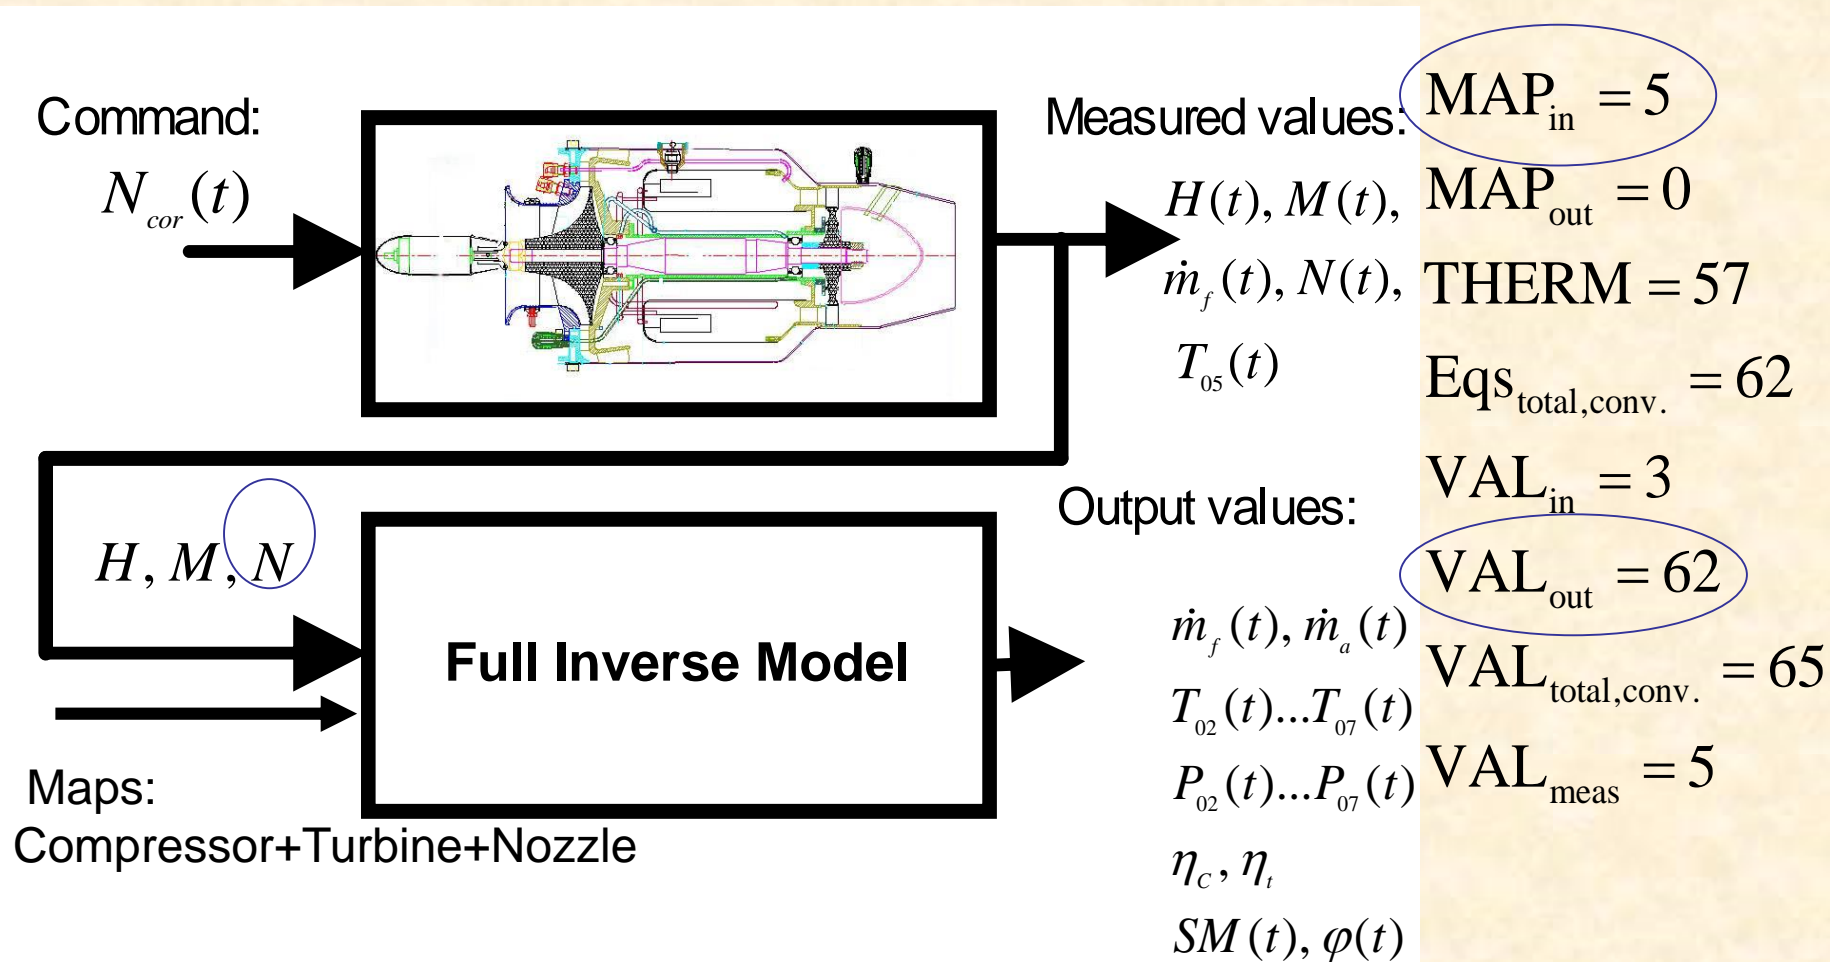 Command:
N_cor(t)
Measured values:
H(t), M(t),
ṁ_f(t), N(t),
T_05(t)
H, M, N
Full Inverse Model
Maps:
Compressor+Turbine+Nozzle
Output values:
ṁ_f(t), ṁ_a(t)
T_02(t)...T_07(t)
P_02(t)...P_07(t)
η_C, η_t
SM(t), φ(t)
MAP_in = 5
MAP_out = 0
THERM = 57
Eqs_total,conv. = 62
VAL_in = 3
VAL_out = 62
VAL_total,conv. = 65
VAL_meas = 5